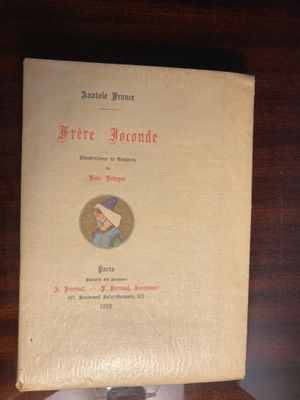 Anatole France
Frère Joconde
Illustrations en Couleurs
de
Paris
Librairie des Amateurs
A. Ferroud. — F. Ferroud, Successeur
127, Boulevard Saint-Germain, 127